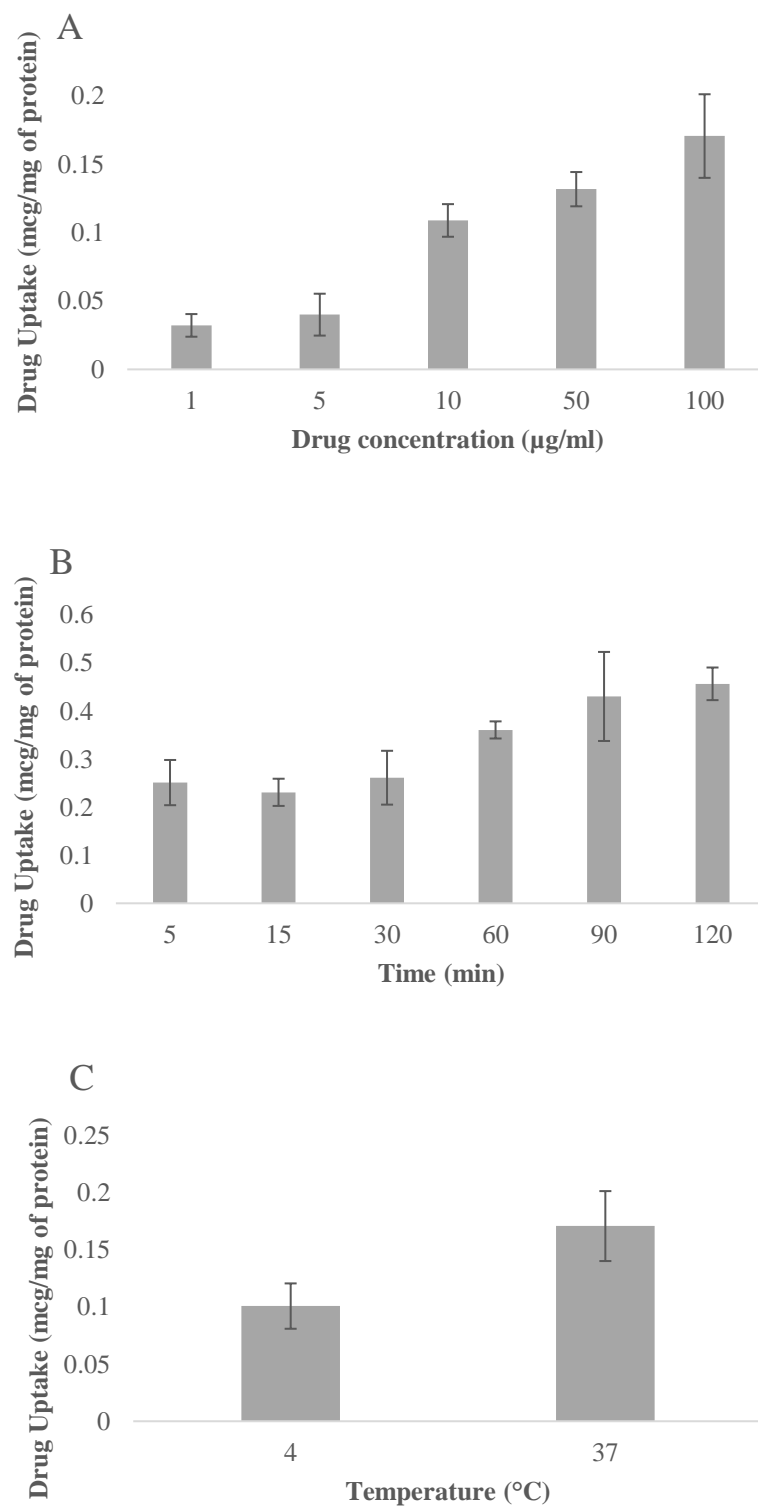 A
Drug Uptake (mcg/mg of protein)
0.2
0.15
0.1
0.05
0
1 5 10 50 100
Drug concentration (µg/ml)
B
Drug Uptake (mcg/mg of protein)
0.6
0.5
0.4
0.3
0.2
0.1
0
5 15 30 60 90 120
Time (min)
C
Drug Uptake (mcg/mg of protein)
0.25
0.2
0.15
0.1
0.05
0
4 37
Temperature (°C)